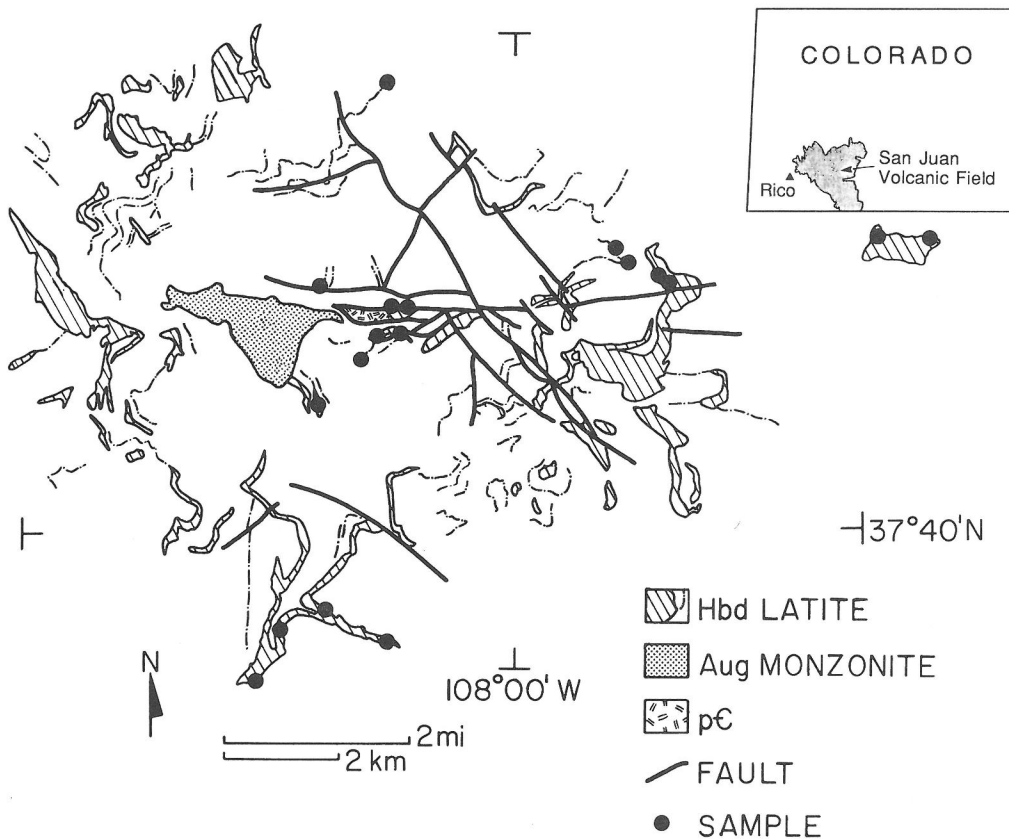 COLORADO
San Juan
Volcanic Field
Rico
37°40'N
Hbd LATITE
Aug MONZONITE
p€
FAULT
SAMPLE
N
108°00' W
2mi
2 km